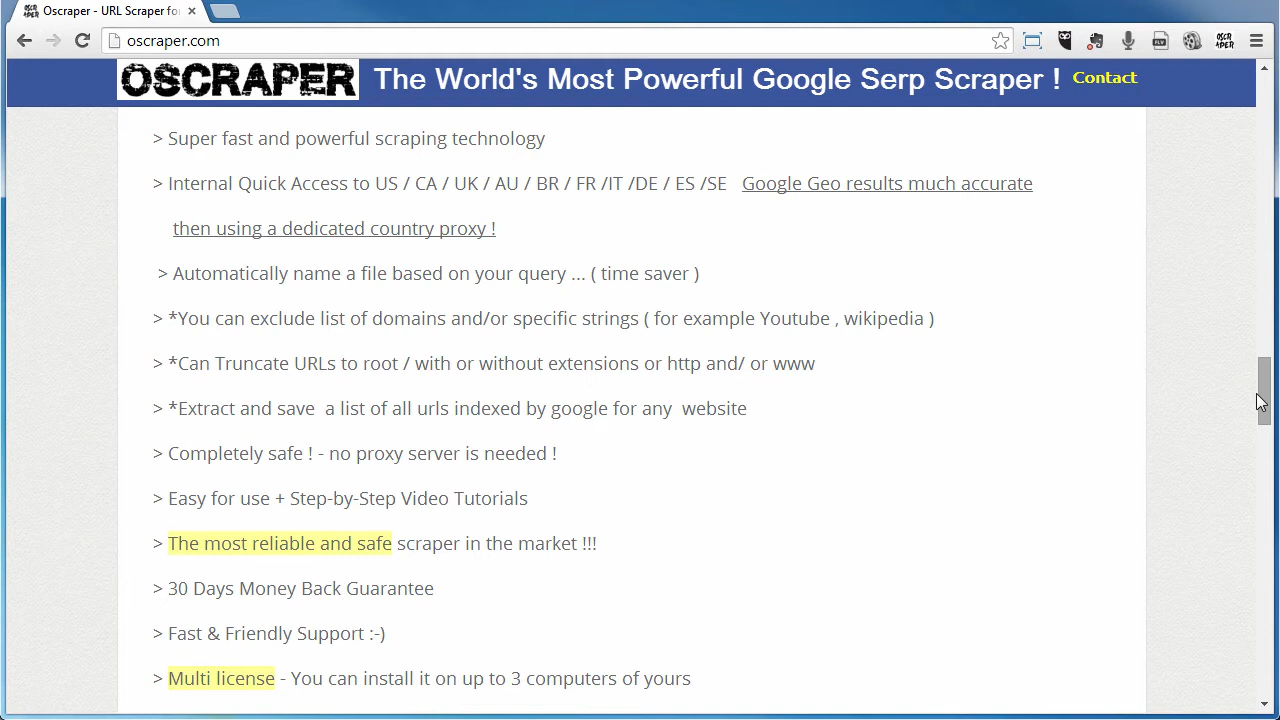 Oscraper - URL Scraper for
oscraper.com
OSCRAPER The World's Most Powerful Google Serp Scraper ! Contact
> Super fast and powerful scraping technology
> Internal Quick Access to US / CA / UK / AU / BR / FR /IT /DE / ES /SE Google Geo results much accurate
then using a dedicated country proxy !
> Automatically name a file based on your query ... ( time saver )
> *You can exclude list of domains and/or specific strings ( for example Youtube , wikipedia )
> *Can Truncate URLs to root / with or without extensions or http and/ or www
> *Extract and save a list of all urls indexed by google for any website
> Completely safe ! - no proxy server is needed !
> Easy for use + Step-by-Step Video Tutorials
> The most reliable and safe scraper in the market !!!
> 30 Days Money Back Guarantee
> Fast & Friendly Support :-)
> Multi license - You can install it on up to 3 computers of yours